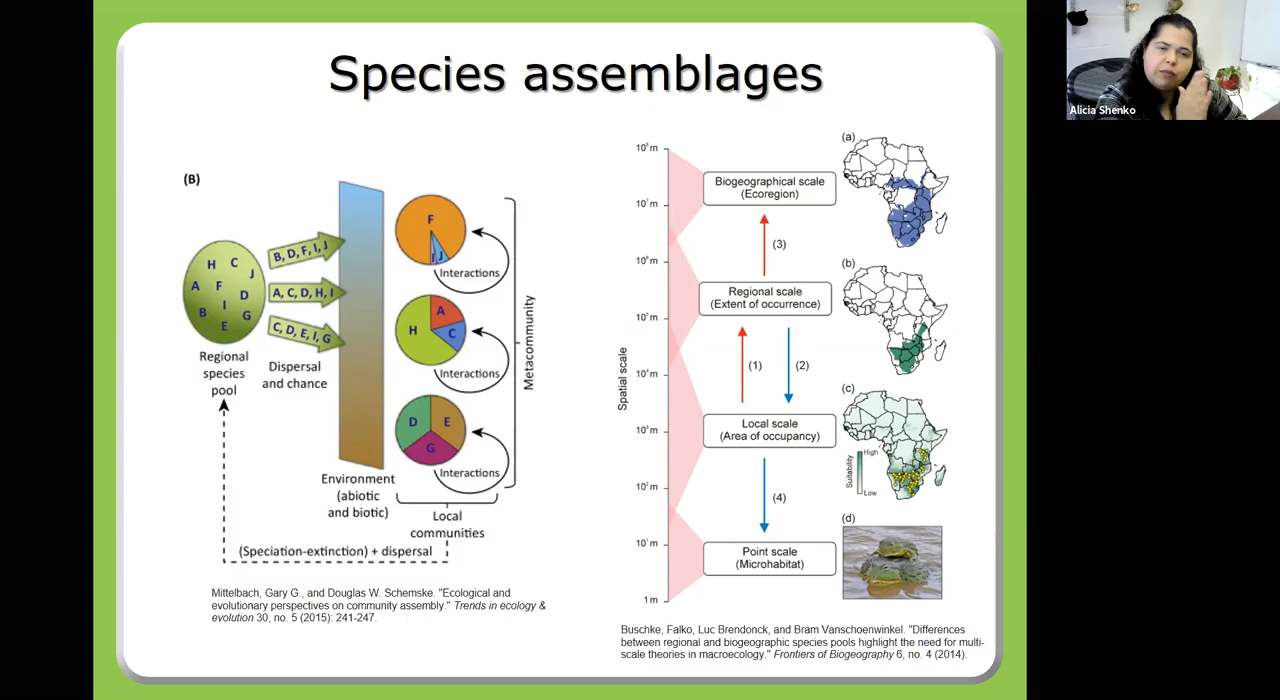 Species assemblages
(B)
H C
J
A F
D
I
B G
E
Regional
species
pool
B, D, F, I, J
A, C, D, H, I
C, D, E, I, G
Dispersal
and chance
Environment
(abiotic
and biotic)
F
I J
Interactions
A
H
C
Interactions
D E
G
Interactions
Local
communities
Metacommunity
(Speciation-extinction) + dispersal
Mittelbach, Gary G., and Douglas W. Schemske. "Ecological and
evolutionary perspectives on community assembly." Trends in ecology &
evolution 30, no. 5 (2015): 241-247.
Spatial scale
10⁸ m
10⁷ m
10⁶ m
10⁵ m
10⁴ m
10³ m
10² m
10¹ m
1 m
Biogeographical scale
(Ecoregion)
(3)
Regional scale
(Extent of occurrence)
(1)
(2)
Local scale
(Area of occupancy)
(4)
Point scale
(Microhabitat)
(a)
(b)
(c)
Suitability
High
Low
(d)
Buschke, Falko, Luc Brendonck, and Bram Vanschoenwinkel. "Differences
between regional and biogeographic species pools highlight the need for multi-
scale theories in macroecology." Frontiers of Biogeography 6, no. 4 (2014).
Alicia Shenko